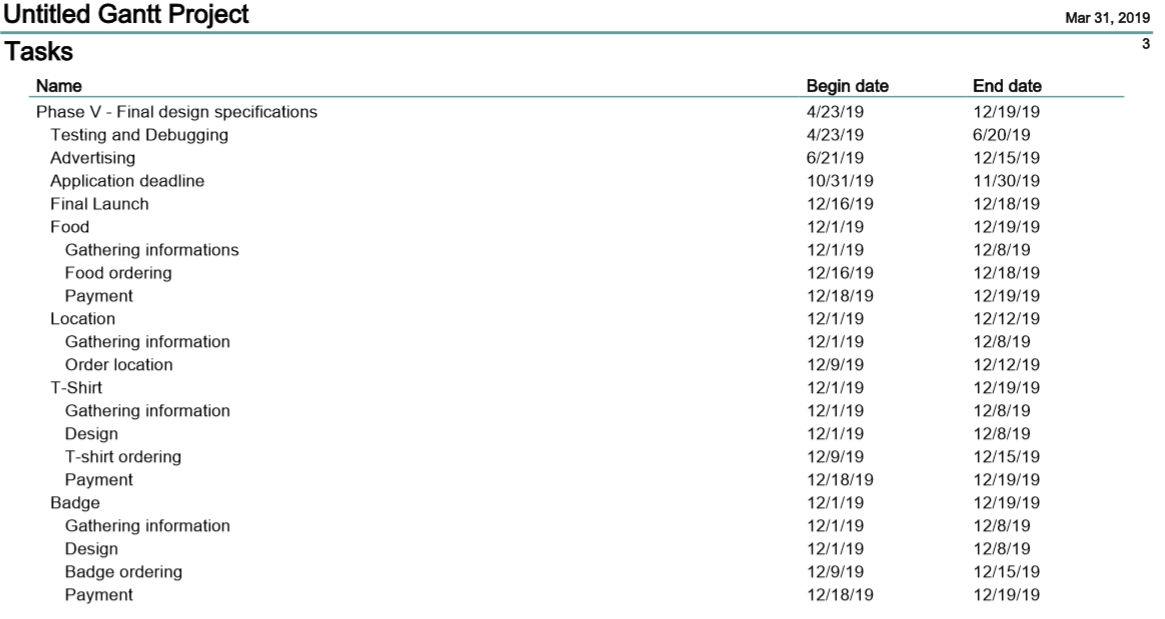 Untitled Gantt Project Mar 31, 2019
Tasks 3
Name Begin date End date
Phase V - Final design specifications 4/23/19 12/19/19
Testing and Debugging 4/23/19 6/20/19
Advertising 6/21/19 12/15/19
Application deadline 10/31/19 11/30/19
Final Launch 12/16/19 12/18/19
Food 12/1/19 12/19/19
Gathering informations 12/1/19 12/8/19
Food ordering 12/16/19 12/18/19
Payment 12/18/19 12/19/19
Location 12/1/19 12/12/19
Gathering information 12/1/19 12/8/19
Order location 12/9/19 12/12/19
T-Shirt 12/1/19 12/19/19
Gathering information 12/1/19 12/8/19
Design 12/1/19 12/8/19
T-shirt ordering 12/9/19 12/15/19
Payment 12/18/19 12/19/19
Badge 12/1/19 12/19/19
Gathering information 12/1/19 12/8/19
Design 12/1/19 12/8/19
Badge ordering 12/9/19 12/15/19
Payment 12/18/19 12/19/19